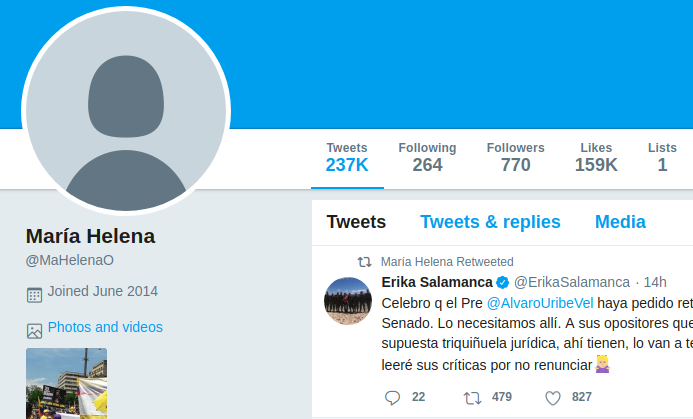 Tweets Following Followers Likes Lists
237K 264 770 159K 1
María Helena
@MaHelenaO
Joined June 2014
Photos and videos
Tweets Tweets & replies Media
María Helena Retweeted
Erika Salamanca @ErikaSalamanca · 14h
Celebro q el Pre @AlvaroUribeVel haya pedido ret
Senado. Lo necesitamos allí. A sus opositores que
supuesta triquiñuela jurídica, ahí tienen, lo van a te
leeré sus críticas por no renunciar
22 479 827